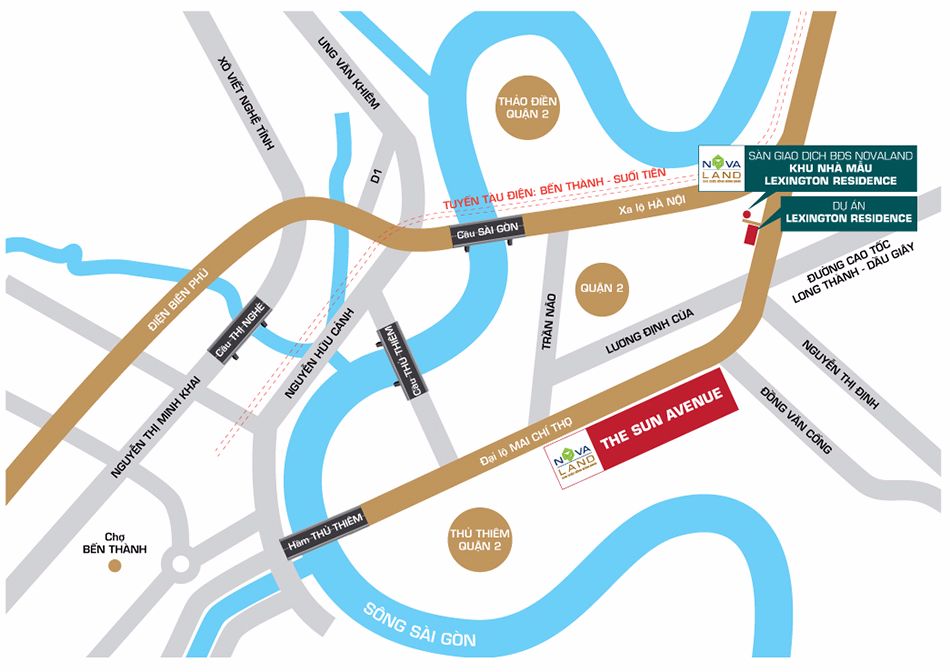 UNG VĂN KHIÊM
XÔ VIẾT NGHỆ TĨNH
THẢO ĐIỀN
QUẬN 2
D1
NOVA
LAND
SÀN GIAO DỊCH BĐS NOVALAND
KHU NHÀ MẪU
LEXINGTON RESIDENCE
TUYẾN TÀU ĐIỆN: BẾN THÀNH - SUỐI TIÊN
Xa lộ HÀ NỘI
DỰ ÁN
LEXINGTON RESIDENCE
Cầu SÀI GÒN
ĐƯỜNG CAO TỐC
LONG THÀNH - DẦU GIÂY
QUẬN 2
ĐIỆN BIÊN PHỦ
Cầu THỊ NGHÈ
NGUYỄN HỮU CẢNH
Cầu THỦ THIÊM
TRẦN NÃO
LƯƠNG ĐỊNH CỦA
NGUYỄN THỊ ĐỊNH
NGUYỄN THỊ MINH KHAI
ĐỒNG VĂN CỐNG
THE SUN AVENUE
NOVA
LAND
Đại lộ MAI CHÍ THỌ
Hầm THỦ THIÊM
THỦ THIÊM
QUẬN 2
Chợ
BẾN THÀNH
SÔNG SÀI GÒN